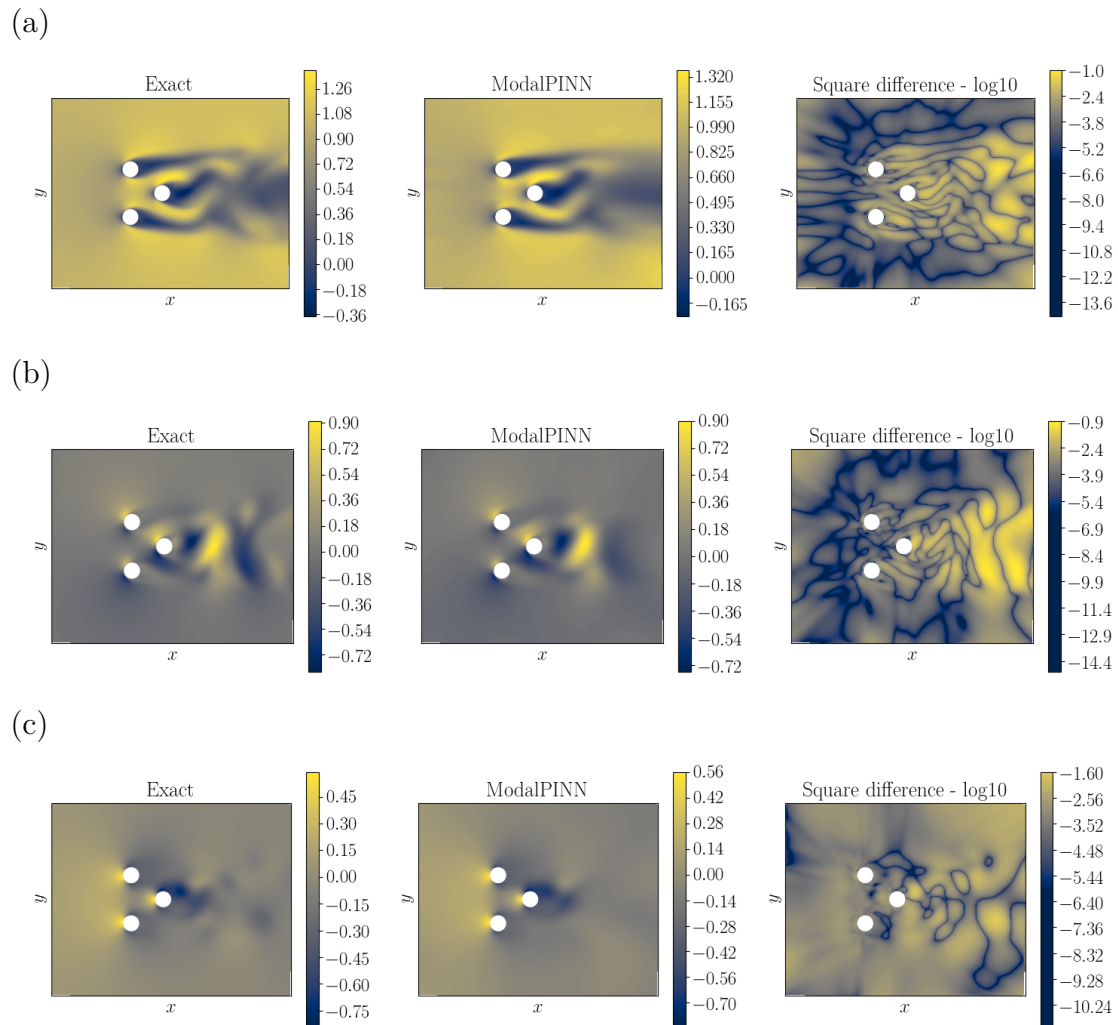 (a)
Exact
ModalPINN
Square difference - log10
1.26
1.08
0.90
0.72
0.54
0.36
0.18
0.00
−0.18
−0.36
1.320
1.155
0.990
0.825
0.660
0.495
0.330
0.165
0.000
−0.165
−1.0
−2.4
−3.8
−5.2
−6.6
−8.0
−9.4
−10.8
−12.2
−13.6
y
y
y
x
x
x
(b)
Exact
ModalPINN
Square difference - log10
0.90
0.72
0.54
0.36
0.18
0.00
−0.18
−0.36
−0.54
−0.72
0.90
0.72
0.54
0.36
0.18
0.00
−0.18
−0.36
−0.54
−0.72
−0.9
−2.4
−3.9
−5.4
−6.9
−8.4
−9.9
−11.4
−12.9
−14.4
y
y
y
x
x
x
(c)
Exact
ModalPINN
Square difference - log10
0.45
0.30
0.15
0.00
−0.15
−0.30
−0.45
−0.60
−0.75
0.56
0.42
0.28
0.14
0.00
−0.14
−0.28
−0.42
−0.56
−0.70
−1.60
−2.56
−3.52
−4.48
−5.44
−6.40
−7.36
−8.32
−9.28
−10.24
y
y
y
x
x
x